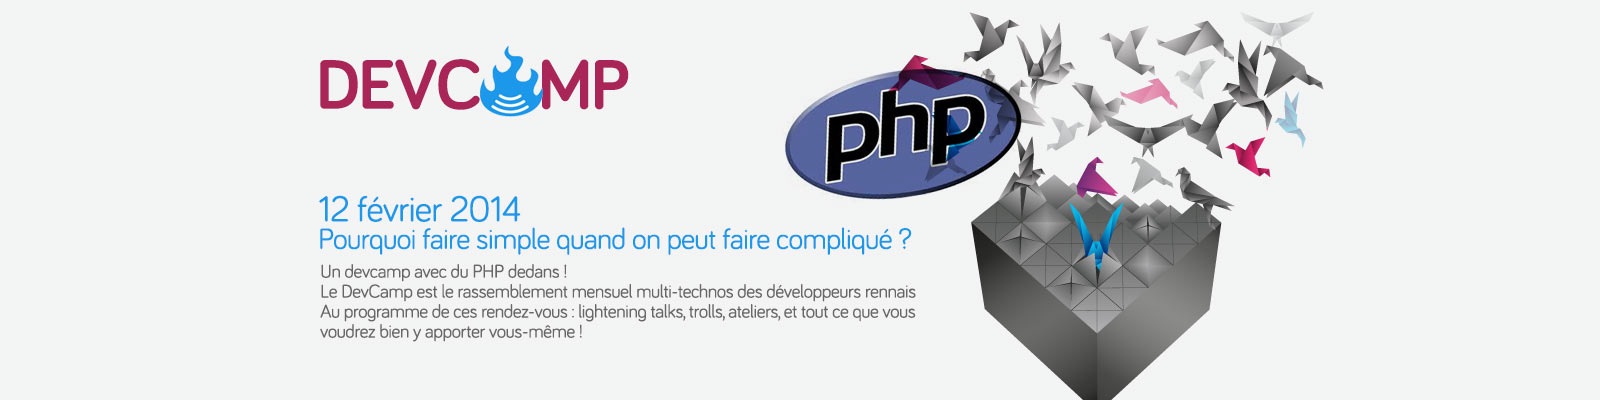 DEVCAMP
php
12 février 2014
Pourquoi faire simple quand on peut faire compliqué ?
Un devcamp avec du PHP dedans !
Le DevCamp est le rassemblement mensuel multi-technos des développeurs rennais
Au programme de ces rendez-vous : lightening talks, trolls, ateliers, et tout ce que vous
voudrez bien y apporter vous-même !